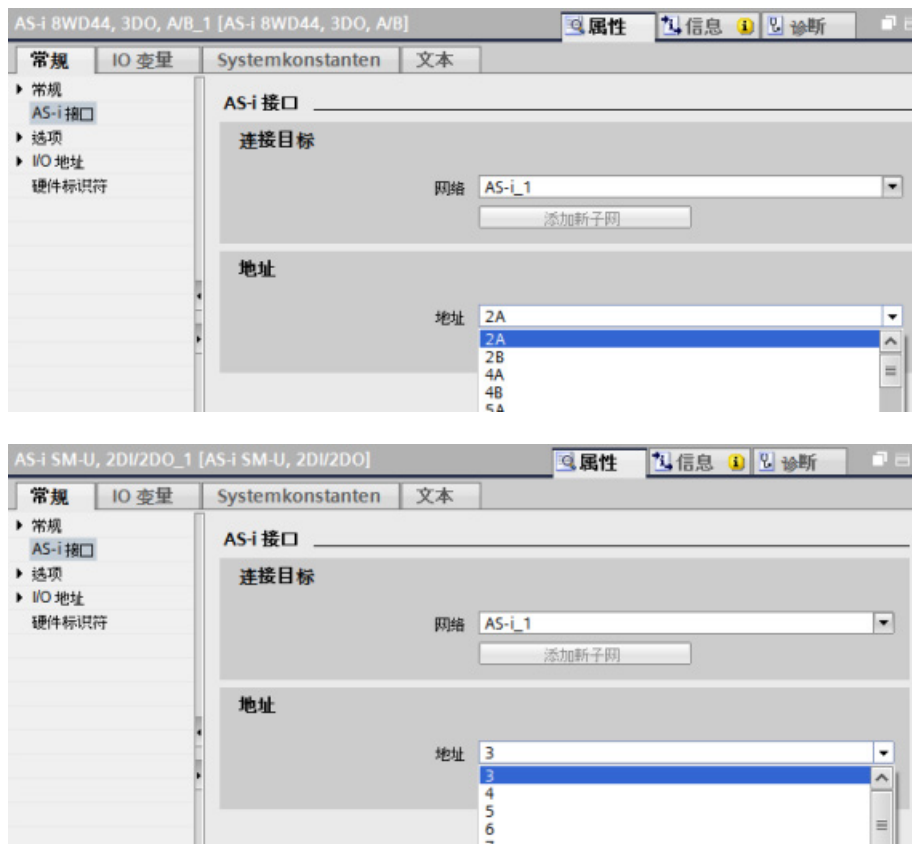 AS-i 8WD44, 3DO, A/B_1 [AS-i 8WD44, 3DO, A/B]
属性
信息
诊断
常规
IO 变量
Systemkonstanten
文本
常规
AS-i 接口
选项
I/O 地址
硬件标识符
AS-i 接口
连接目标
网络
AS-i_1
添加新子网
地址
地址
2A
2A
2B
4A
4B
5A
AS-i SM-U, 2DI/2DO_1 [AS-i SM-U, 2DI/2DO]
属性
信息
诊断
常规
IO 变量
Systemkonstanten
文本
常规
AS-i 接口
选项
I/O 地址
硬件标识符
AS-i 接口
连接目标
网络
AS-i_1
添加新子网
地址
地址
3
3
4
5
6